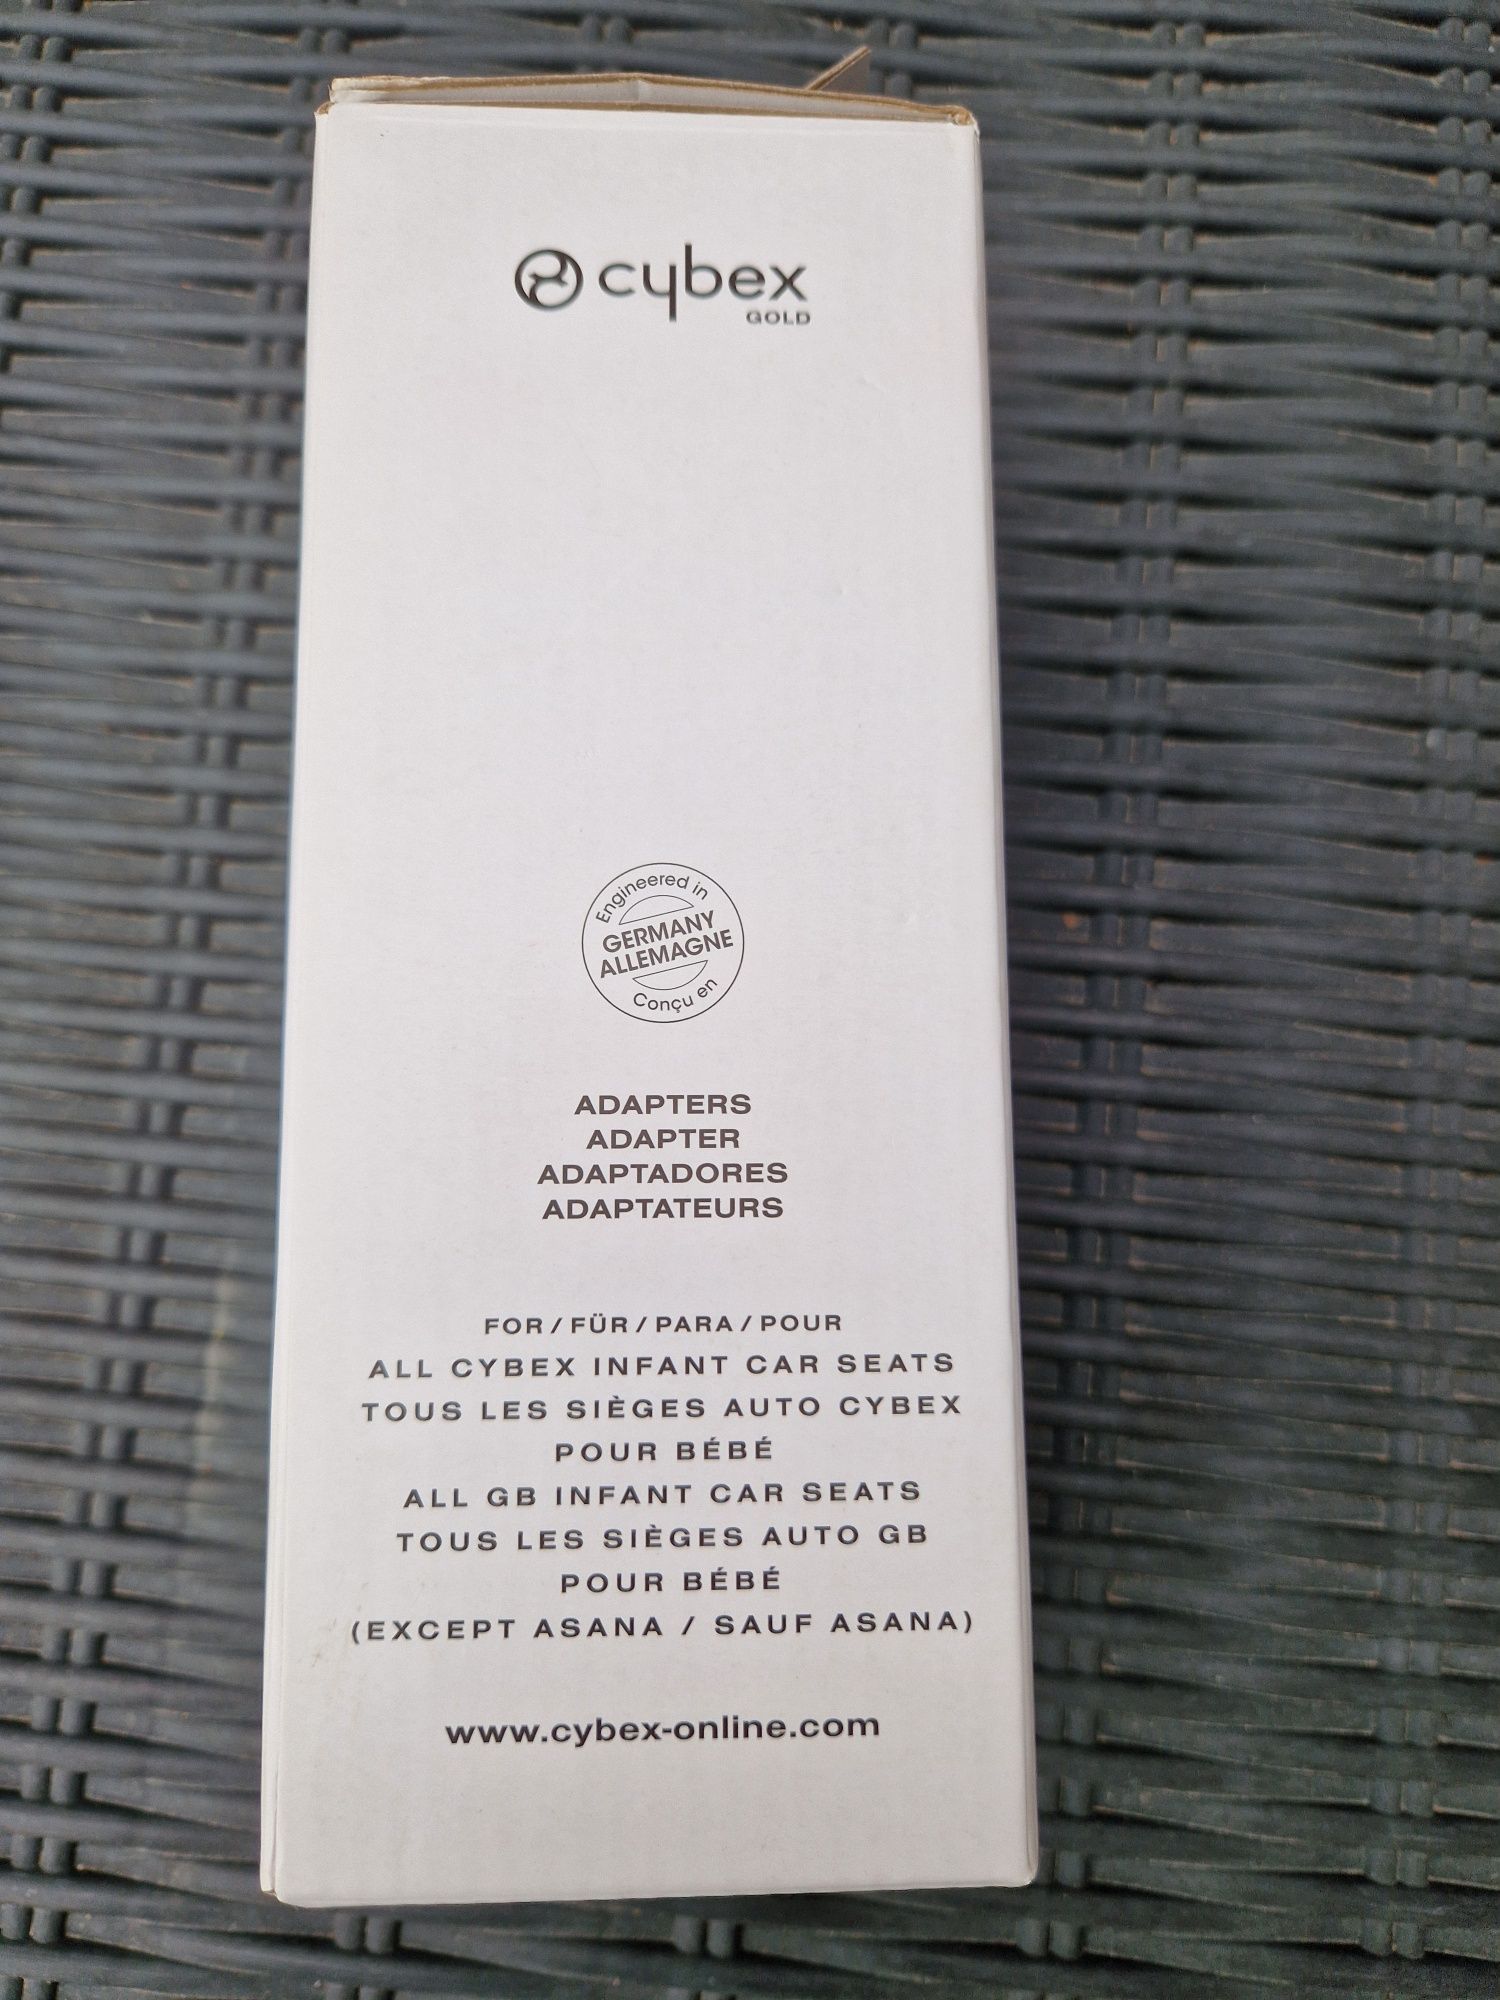 cybex
GOLD
Engineered in
GERMANY
ALLEMAGNE
Conçu en
ADAPTERS
ADAPTER
ADAPTADORES
ADAPTATEURS
FOR / FÜR / PARA / POUR
ALL CYBEX INFANT CAR SEATS
TOUS LES SIÈGES AUTO CYBEX
POUR BÉBÉ
ALL GB INFANT CAR SEATS
TOUS LES SIÈGES AUTO GB
POUR BÉBÉ
(EXCEPT ASANA / SAUF ASANA)
www.cybex-online.com